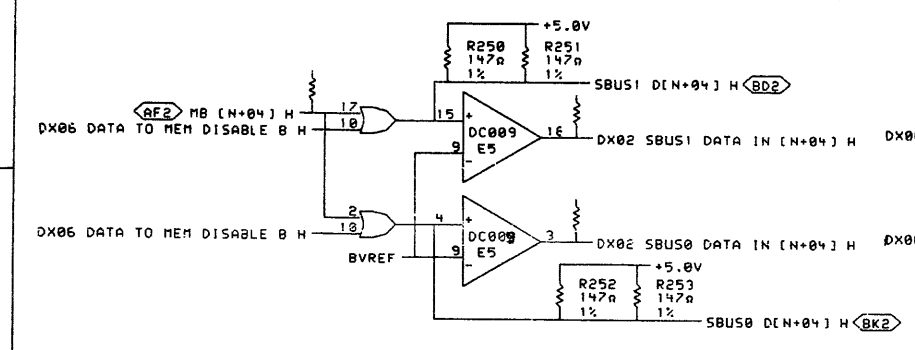 +5.0V
R250 R251
147Ω 147Ω
1% 1%
SBUS1 D[N+04] H BD2
AF2 MB [N+04] H 17
15 +
DX06 DATA TO MEM DISABLE B H 10
DC009 16
E5 DX02 SBUS1 DATA IN [N+04] H
9 -
2
4 +
DX06 DATA TO MEM DISABLE B H 10
DC009 3
E5 DX02 SBUS0 DATA IN [N+04] H
BVREF 9 -
+5.0V
R252 R253
147Ω 147Ω
1% 1%
SBUS0 D[N+04] H BK2